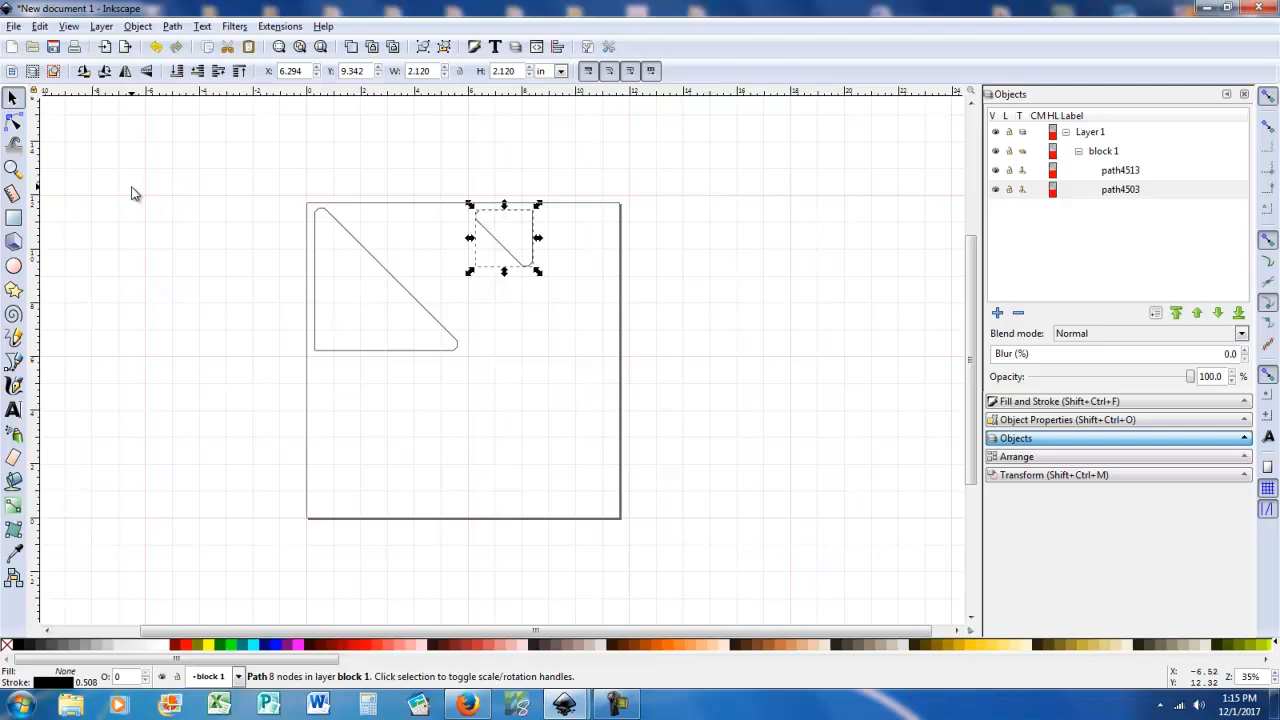 *New document 1 - Inkscape
File Edit View Layer Object Path Text Filters Extensions Help
X: 6.294 Y: 9.342 W: 2.120 H: 2.120 in
Objects
V L T CM HL Label
Layer 1
block 1
path4513
path4503
Blend mode: Normal
Blur (%) 0.0
Opacity: 100.0 %
Fill and Stroke (Shift+Ctrl+F)
Object Properties (Shift+Ctrl+O)
Objects
Arrange
Transform (Shift+Ctrl+M)
Fill: None
Stroke: 0.508
O: 0
•block 1
Path 8 nodes in layer block 1. Click selection to toggle scale/rotation handles.
X: -6.52
Y: 12.32
Z: 35%
1:15 PM
12/1/2017